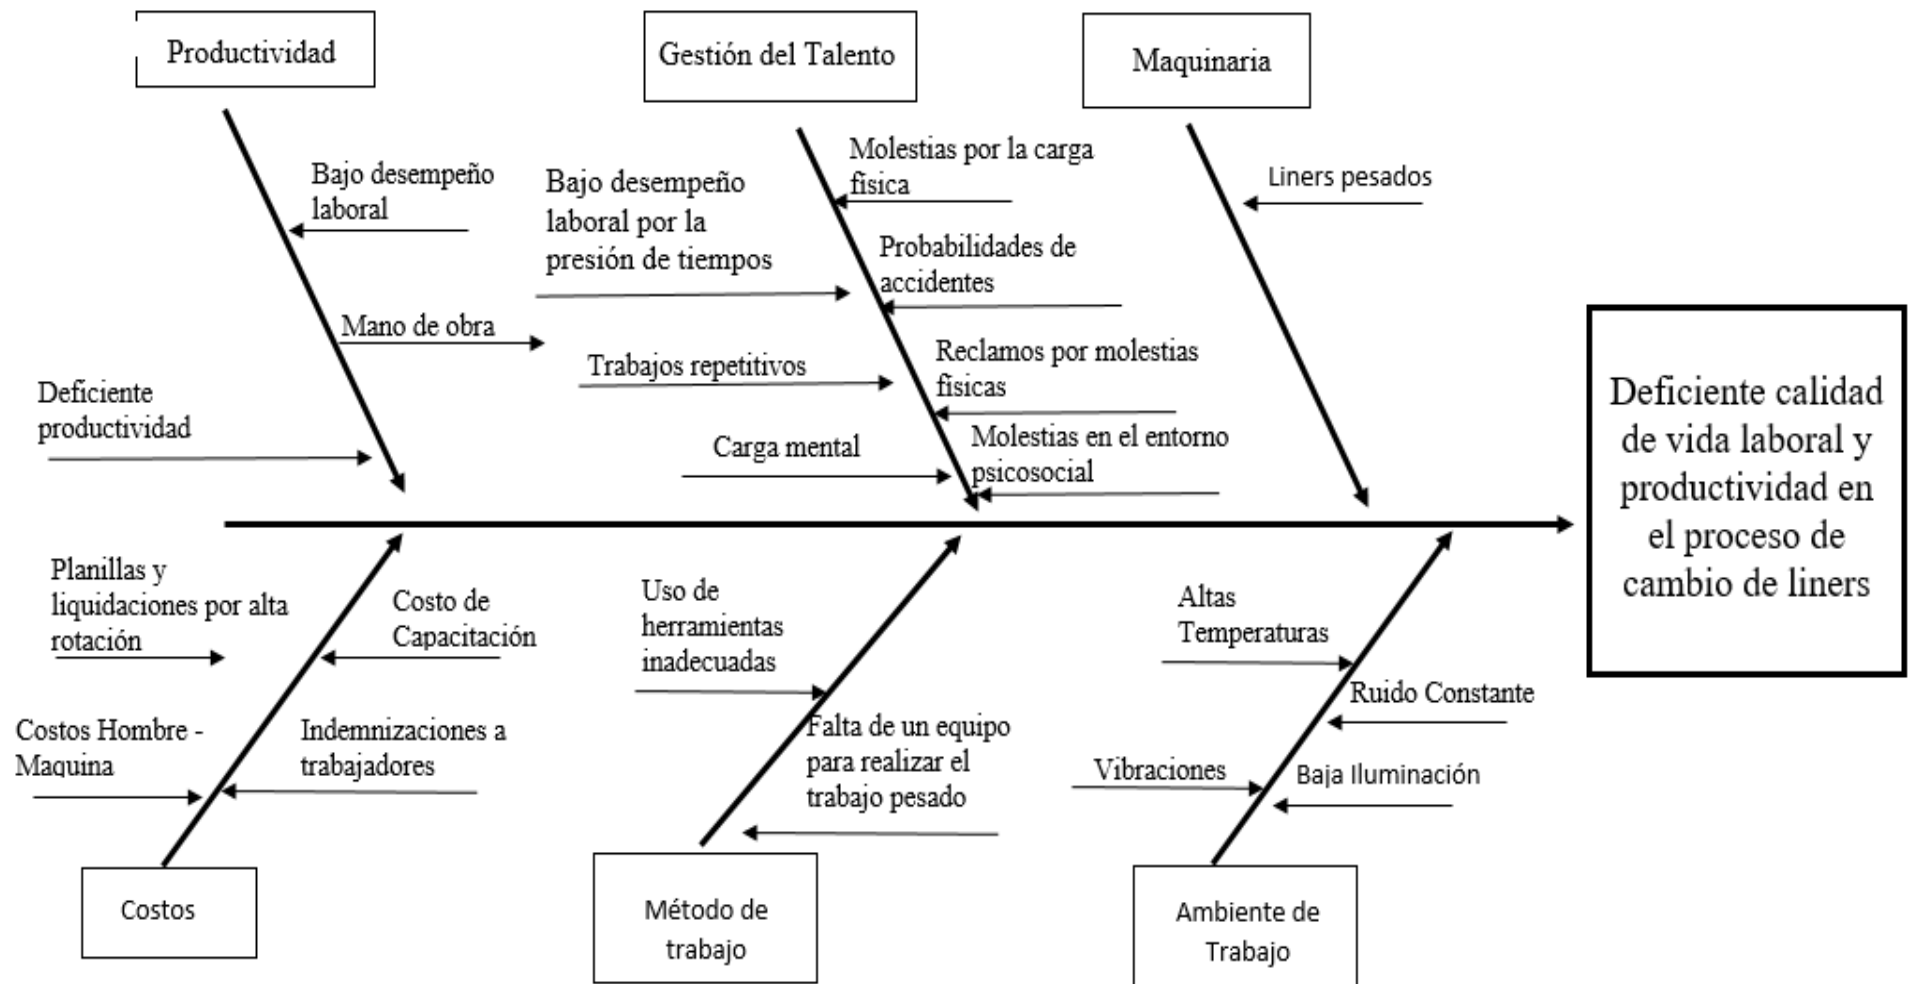 Productividad
Gestión del Talento
Maquinaria
Bajo desempeño
laboral
Mano de obra
Deficiente
productividad
Bajo desempeño
laboral por la
presión de tiempos
Trabajos repetitivos
Carga mental
Molestias por la carga
física
Probabilidades de
accidentes
Reclamos por molestias
físicas
Molestias en el entorno
psicosocial
Liners pesados
Deficiente calidad
de vida laboral y
productividad en
el proceso de
cambio de liners
Planillas y
liquidaciones por alta
rotación
Costo de
Capacitación
Costos Hombre -
Maquina
Indemnizaciones a
trabajadores
Uso de
herramientas
inadecuadas
Falta de un equipo
para realizar el
trabajo pesado
Altas
Temperaturas
Ruido Constante
Vibraciones
Baja Iluminación
Costos
Método de
trabajo
Ambiente de
Trabajo